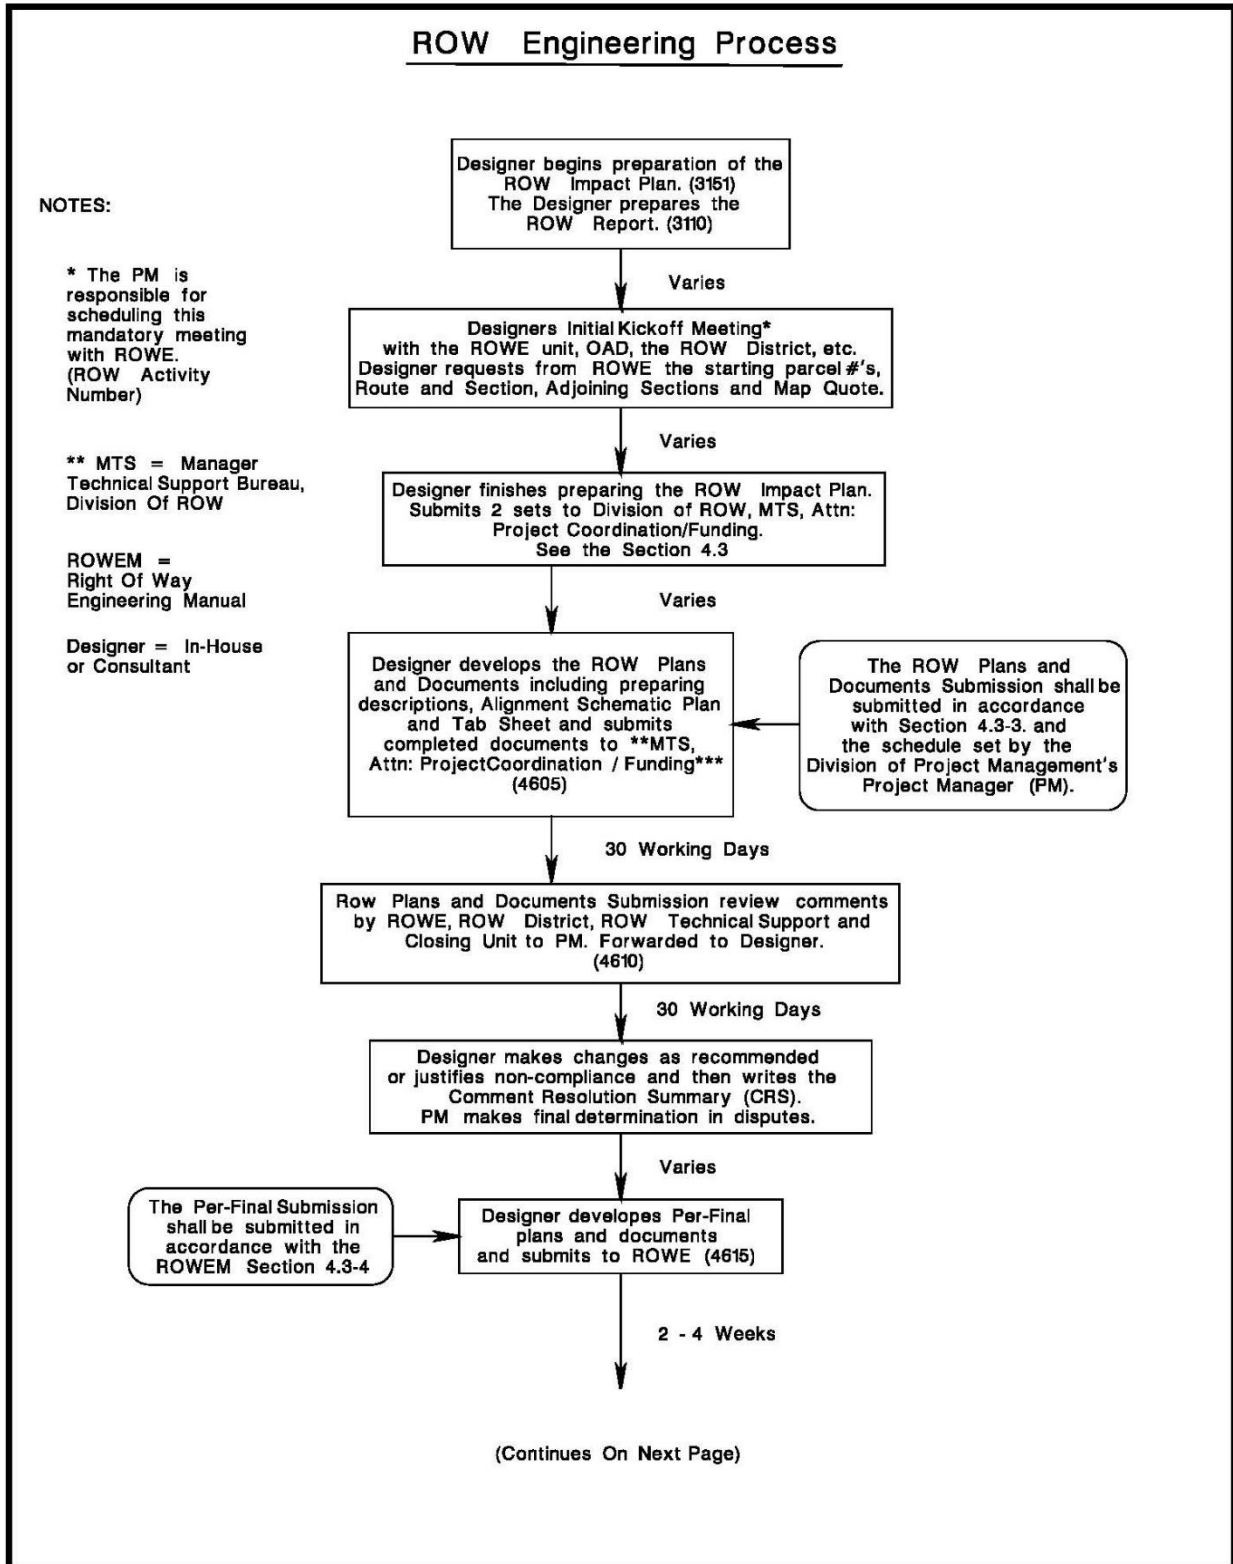 ROW Engineering Process
Designer begins preparation of the
ROW Impact Plan. (3151)
The Designer prepares the
ROW Report. (3110)
NOTES:
* The PM is
responsible for
scheduling this
mandatory meeting
with ROWE.
(ROW Activity
Number)
** MTS = Manager
Technical Support Bureau,
Division Of ROW
ROWEM =
Right Of Way
Engineering Manual
Designer = In-House
or Consultant
Varies
Designers Initial Kickoff Meeting*
with the ROWE unit, OAD, the ROW District, etc.
Designer requests from ROWE the starting parcel #'s,
Route and Section, Adjoining Sections and Map Quote.
Varies
Designer finishes preparing the ROW Impact Plan.
Submits 2 sets to Division of ROW, MTS, Attn:
Project Coordination/Funding.
See the Section 4.3
Varies
Designer develops the ROW Plans
and Documents including preparing
descriptions, Alignment Schematic Plan
and Tab Sheet and submits
completed documents to **MTS,
Attn: ProjectCoordination / Funding***
(4605)
The ROW Plans and
Documents Submission shall be
submitted in accordance
with Section 4.3-3. and
the schedule set by the
Division of Project Management's
Project Manager (PM).
30 Working Days
Row Plans and Documents Submission review comments
by ROWE, ROW District, ROW Technical Support and
Closing Unit to PM. Forwarded to Designer.
(4610)
30 Working Days
Designer makes changes as recommended
or justifies non-compliance and then writes the
Comment Resolution Summary (CRS).
PM makes final determination in disputes.
Varies
The Per-Final Submission
shall be submitted in
accordance with the
ROWEM Section 4.3-4
Designer developes Per-Final
plans and documents
and submits to ROWE (4615)
2 - 4 Weeks
(Continues On Next Page)